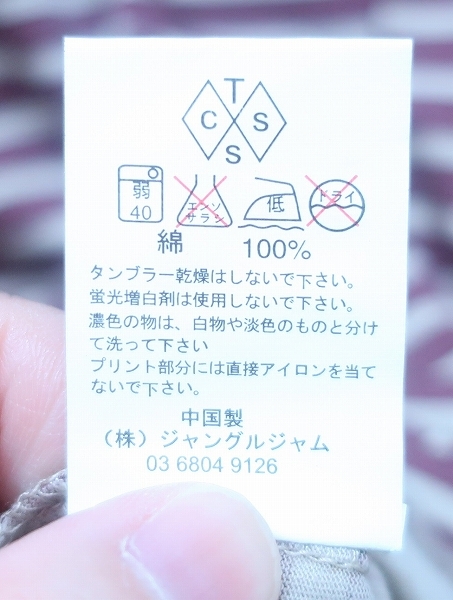 T
C S
S
弱
40
エンソ
サラシ
低
ドライ
綿 100%
タンブラー乾燥はしないで下さい。
蛍光増白剤は使用しないで下さい。
濃色の物は、白物や淡色のものと分け
て洗って下さい
プリント部分には直接アイロンを当て
ないで下さい。
中国製
（株）ジャングルジャム
03 6804 9126